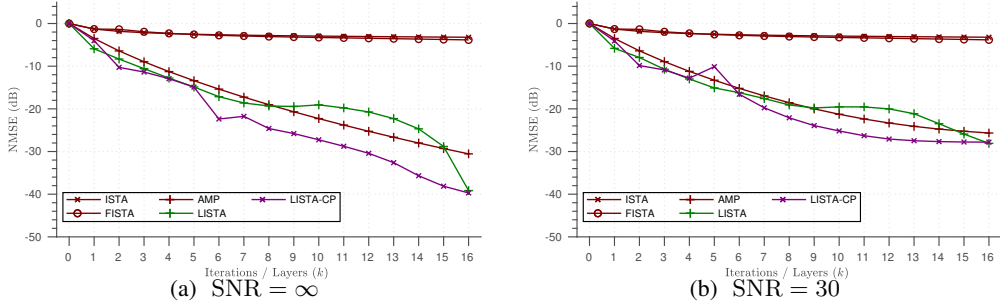 NMSE (dB)
0
-10
-20
-30
-40
-50
ISTA
FISTA
AMP
LISTA
LISTA-CP
0 1 2 3 4 5 6 7 8 9 10 11 12 13 14 15 16
Iterations / Layers (k)
(a) SNR = ∞
NMSE (dB)
0
-10
-20
-30
-40
-50
ISTA
FISTA
AMP
LISTA
LISTA-CP
0 1 2 3 4 5 6 7 8 9 10 11 12 13 14 15 16
Iterations / Layers (k)
(b) SNR = 30